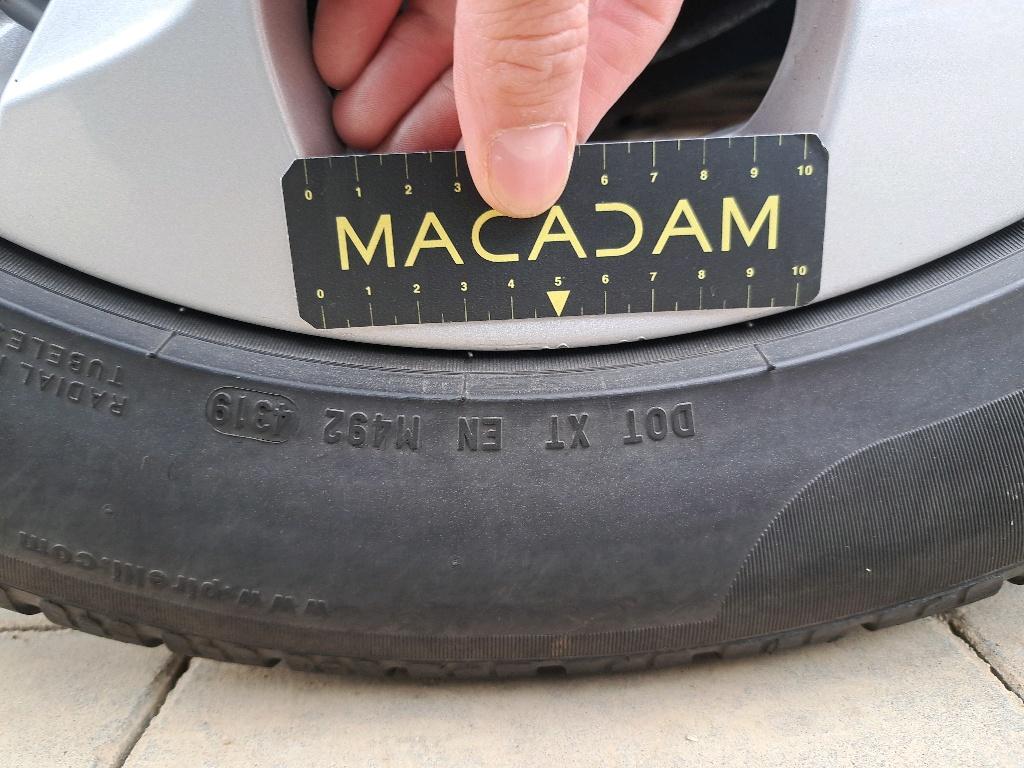 0 1 2 3 6 7 8 9 10
MACADAM
0 1 2 3 4 5 6 7 8 9 10
DOT XT EN M492 4319
RADIAL
TUBELES
www.pirelli.com